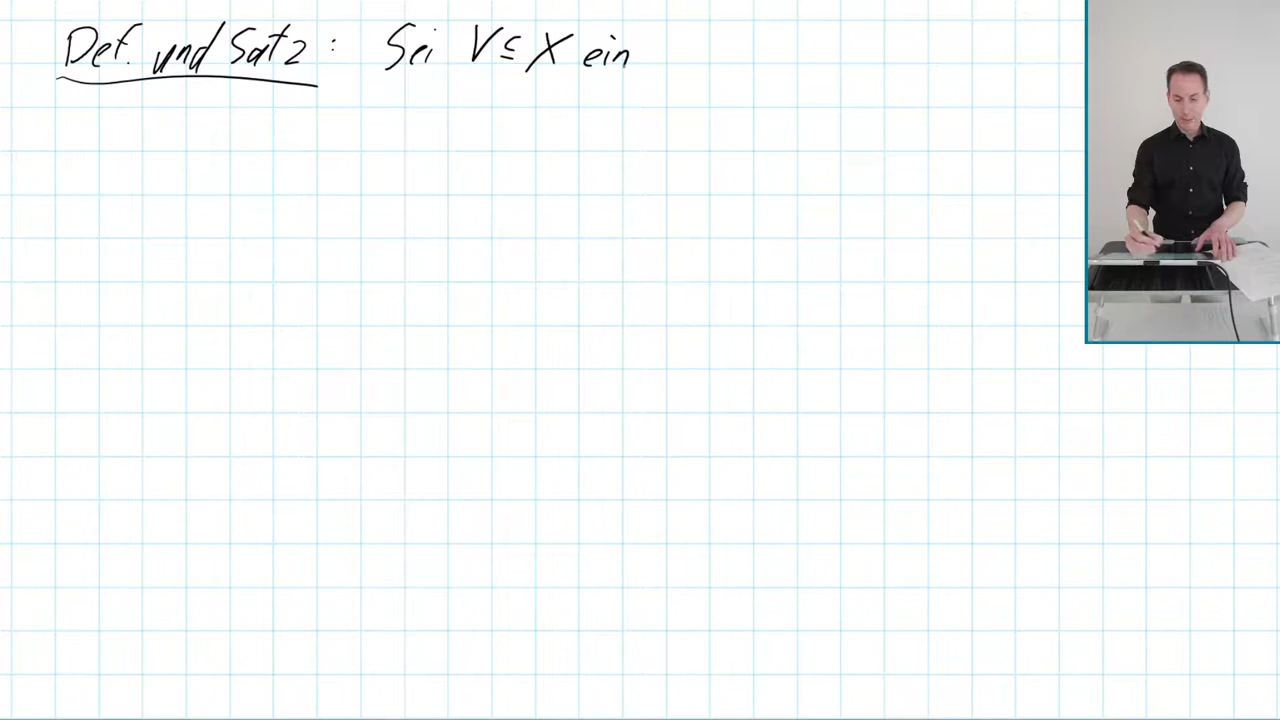 Def. und Satz: Sei V ⊆ X ein